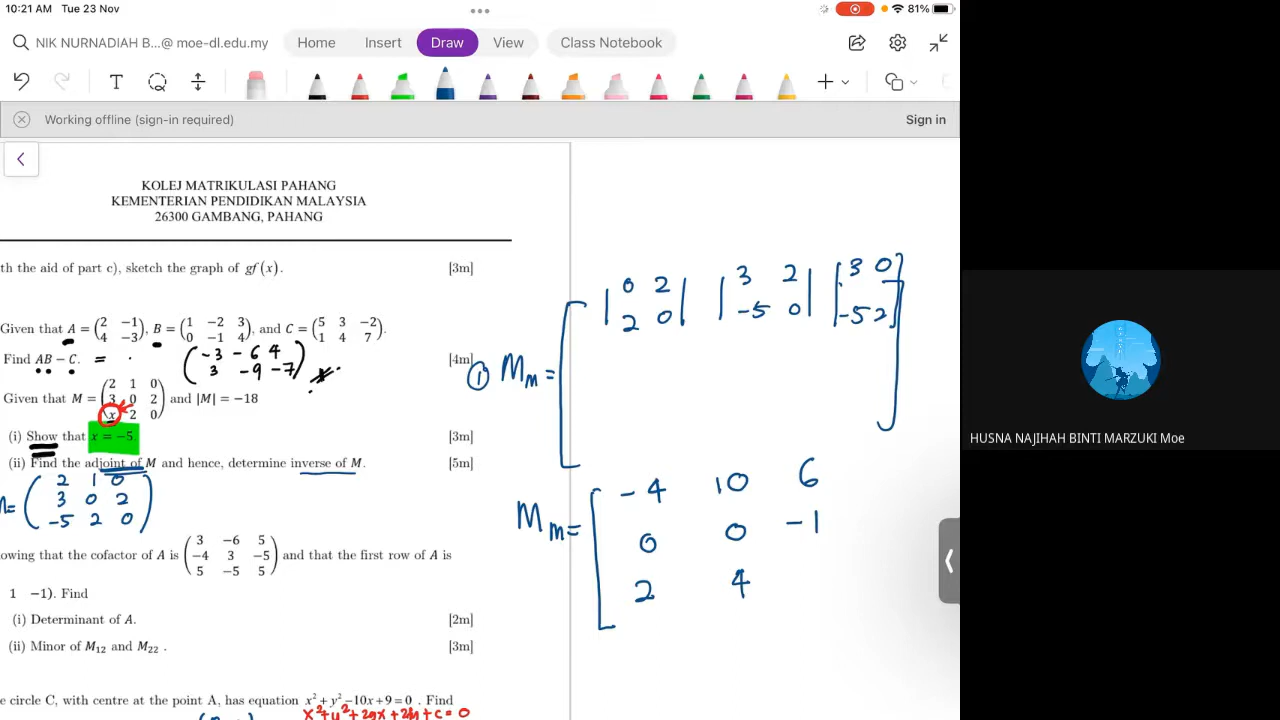 10:21 AM Tue 23 Nov
81%
NIK NURNADIAH B...@ moe-dl.edu.my
Home Insert Draw View Class Notebook
Working offline (sign-in required)
Sign in
KOLEJ MATRIKULASI PAHANG
KEMENTERIAN PENDIDIKAN MALAYSIA
26300 GAMBANG, PAHANG
th the aid of part c), sketch the graph of gf(x). [3m]
Given that A = (2 −1
4 −3), B = (1 −2 3
0 −1 4), and C = (5 3 −2
1 4 7).
Find AB − C. = (-3 -6 4
3 -9 -7) [4m]
Given that M = (2 1 0
3 0 2
x 2 0) and |M| = −18
(i) Show that x = −5 [3m]
(ii) Find the adjoint of M and hence, determine inverse of M. [5m]
= (2 1 0
3 0 2
-5 2 0)
owing that the cofactor of A is (3 −6 5
−4 3 −5
5 −5 5) and that the first row of A is
1 −1). Find
(i) Determinant of A. [2m]
(ii) Minor of M12 and M22 . [3m]
e circle C, with centre at the point A, has equation x² + y² −10x + 9 = 0 . Find
x²+y²+2gx+2fy+c=0
① Mm = [ |0 2
2 0| |3 2
-5 0| |3 0
-5 2| ]
Mm = [ -4 10 6
0 0 -1
2 4
HUSNA NAJIHAH BINTI MARZUKI Moe